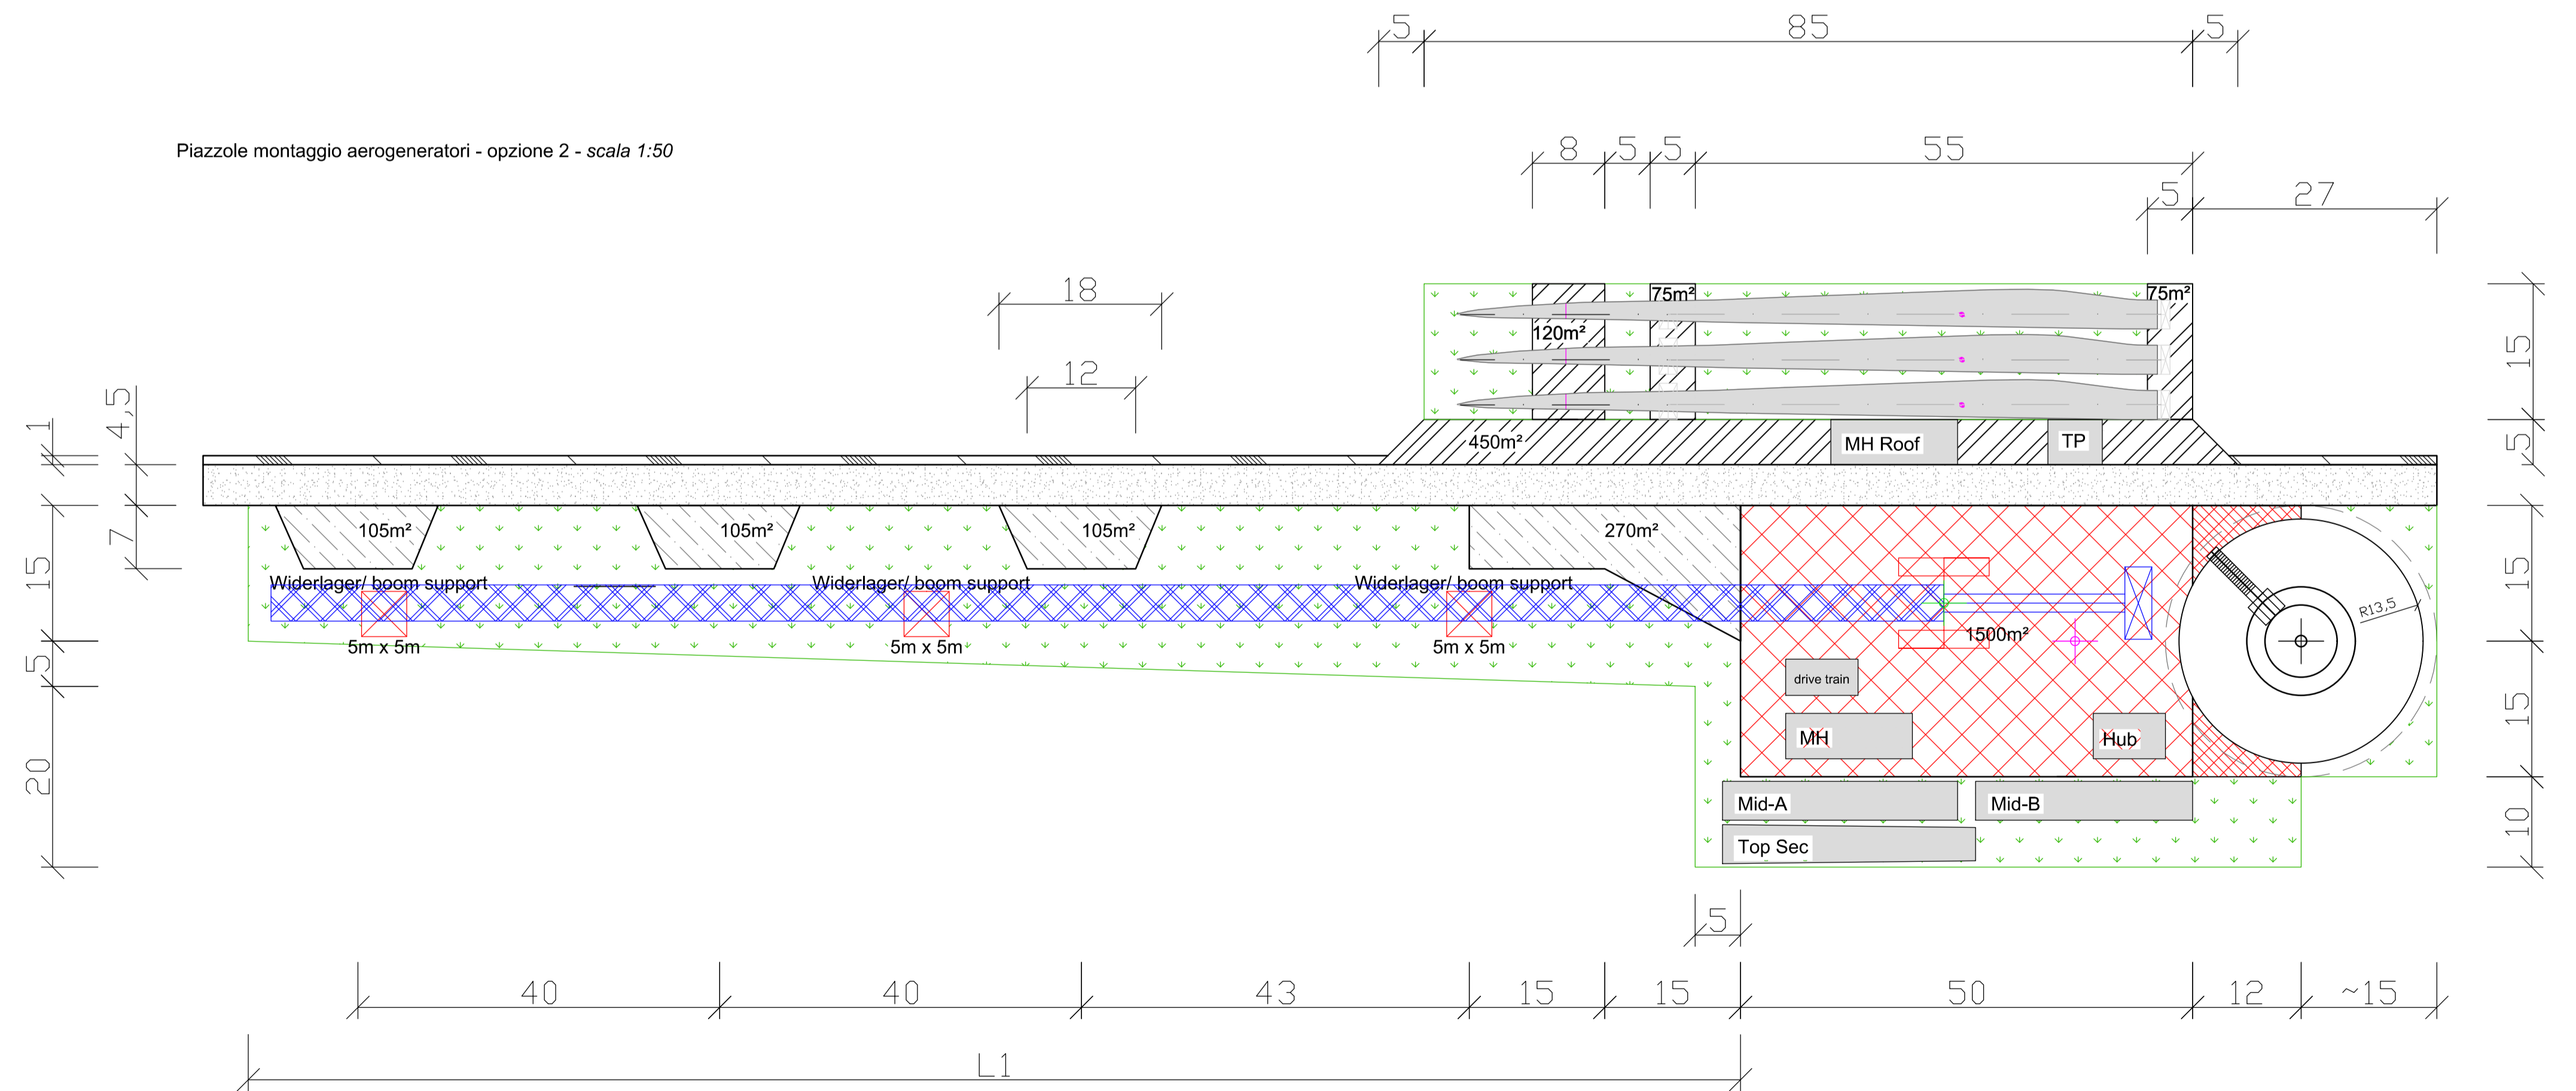 5 85 5
Piazzole montaggio aerogeneratori - opzione 2 - scala 1:50
8 5 5 55
5 27
18
75m² 75m²
120m²
12
15
1 4,5
450m² MH Roof TP
5
105m² 105m² 105m² 270m²
7
15 15
Widerlager/ boom support Widerlager/ boom support Widerlager/ boom support
R13,5
1500m²
5m x 5m 5m x 5m 5m x 5m
5
drive train
15
MH Hub
20
Mid-A Mid-B
10
Top Sec
5
40 40 43 15 15 50 12 ~15
L1